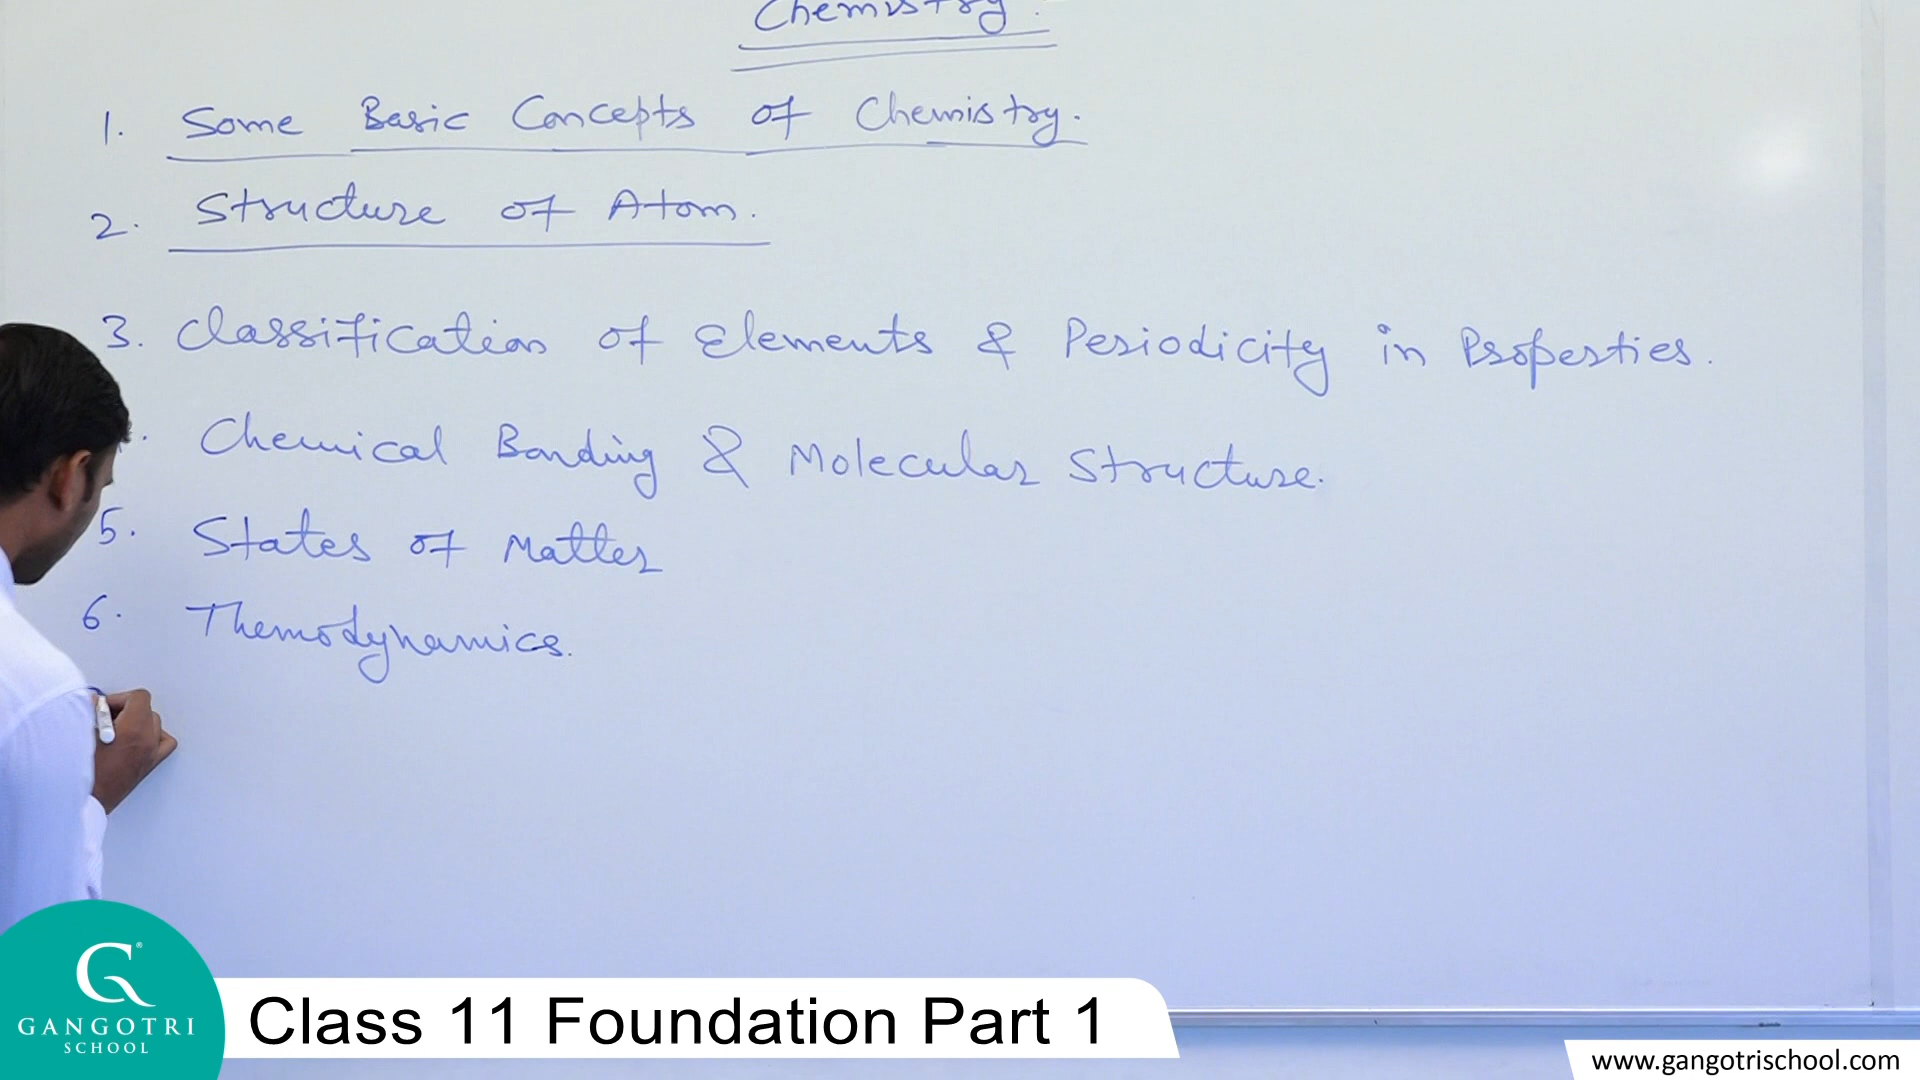 Chemistry.
1. Some Basic Concepts of Chemistry.
2. Structure of Atom.
3. Classification of Elements & Periodicity in Properties.
. Chemical Bonding & Molecular Structure.
5. States of Matter
6. Themodynamics.
G®
GANGOTRI
SCHOOL
Class 11 Foundation Part 1
www.gangotrischool.com